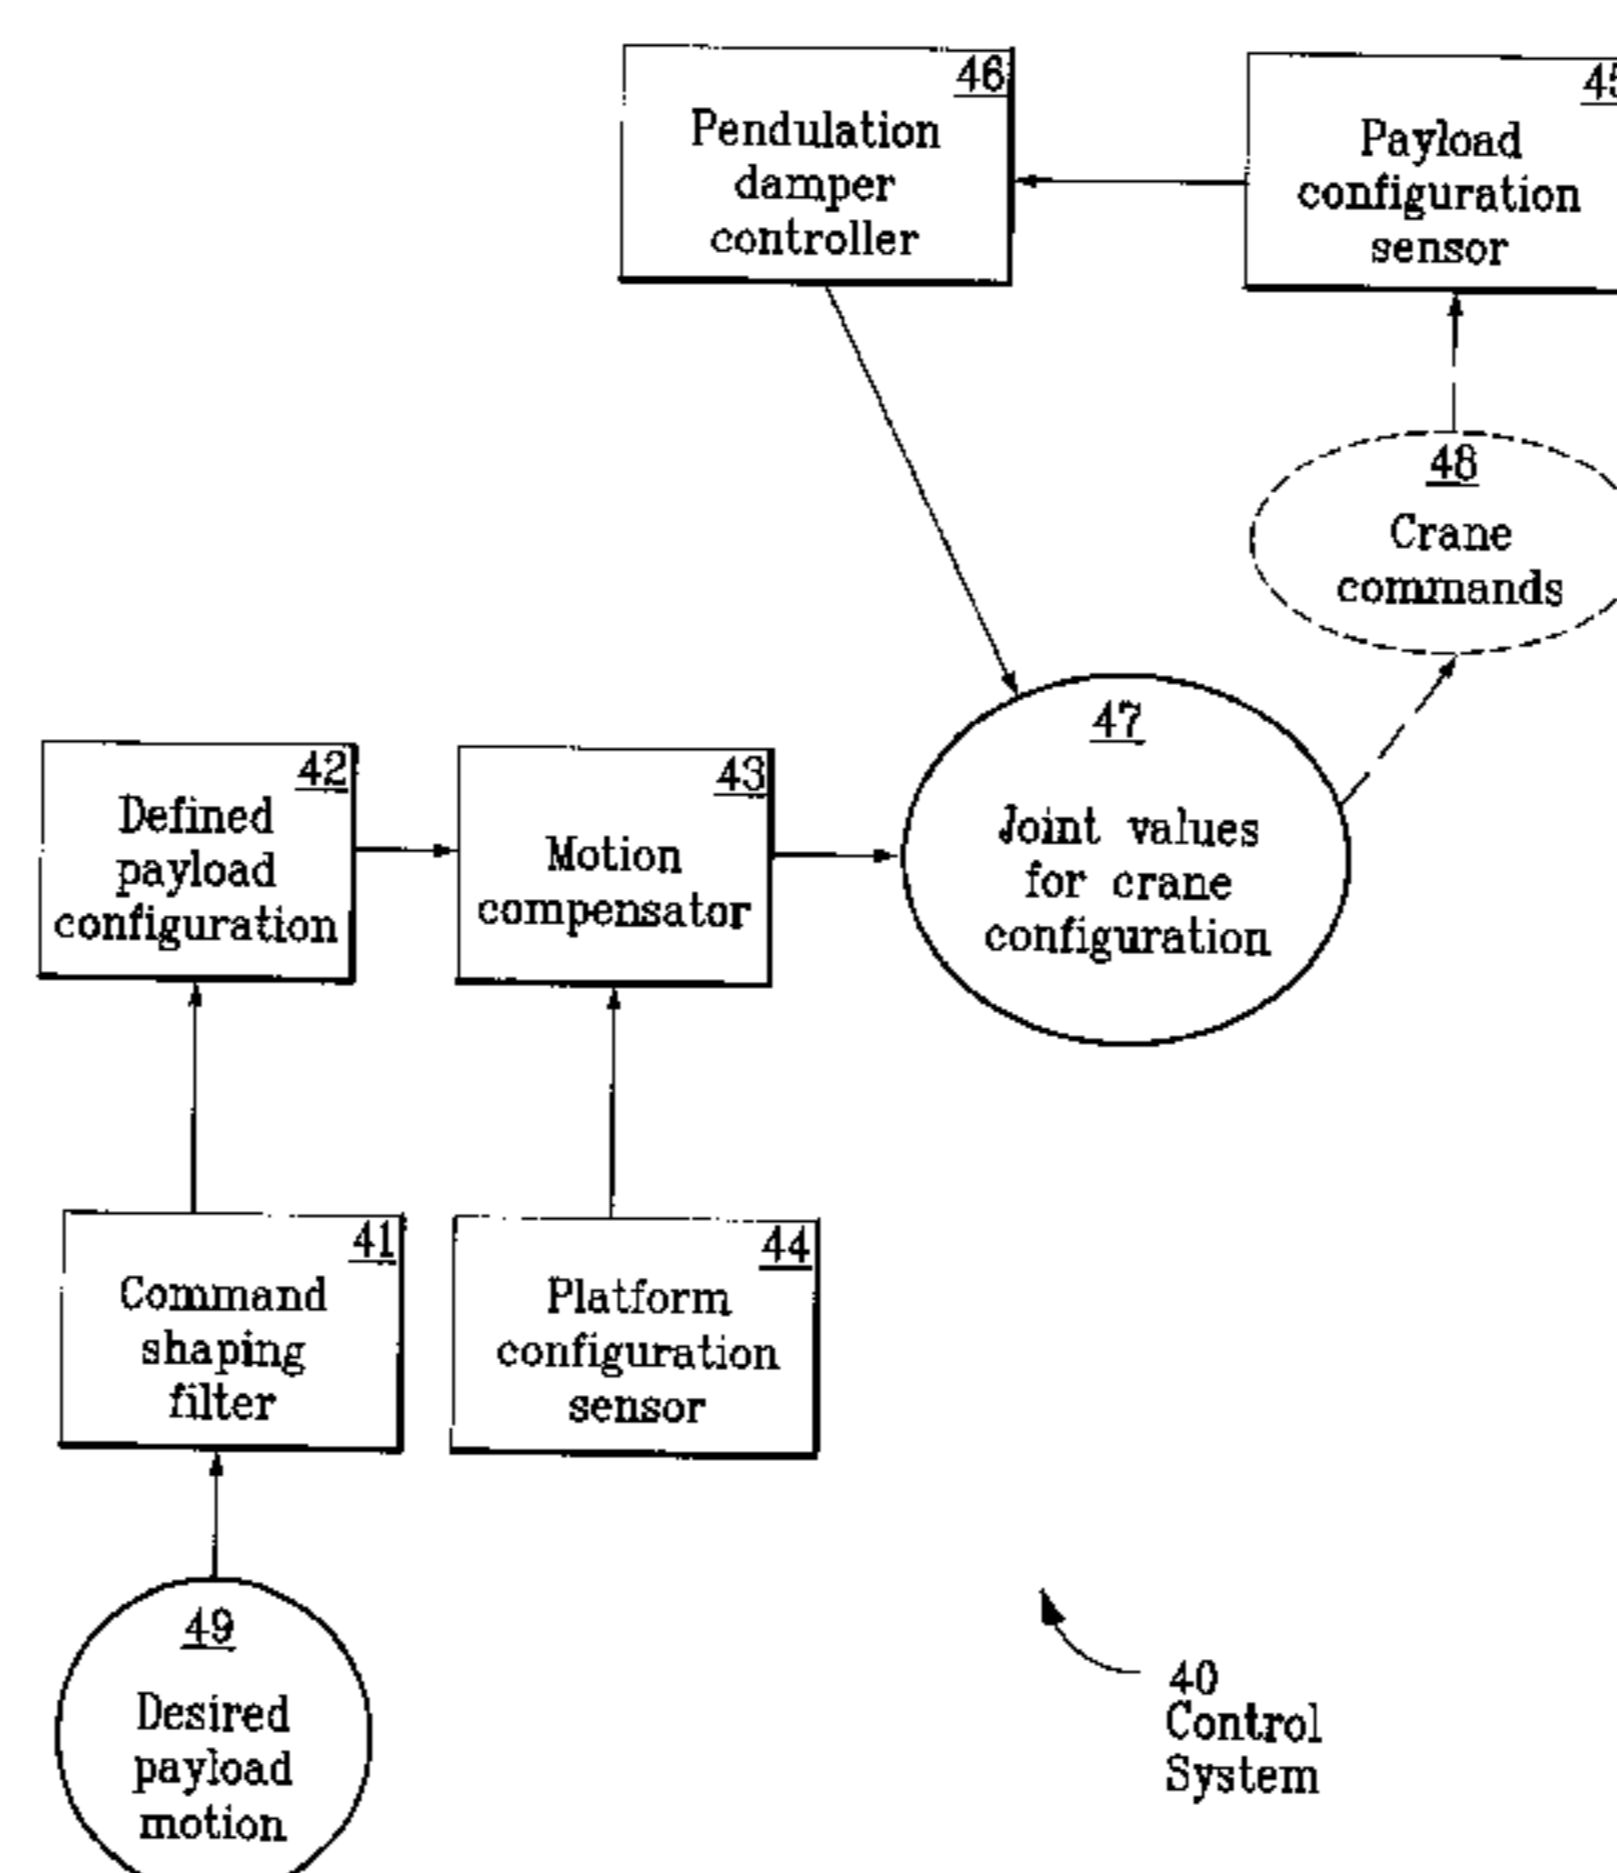 46
Pendulation
damper
controller
45
Payload
configuration
sensor
48
Crane
commands
47
Joint values
for crane
configuration
42
Defined
payload
configuration
43
Motion
compensator
41
Command
shaping
filter
44
Platform
configuration
sensor
49
Desired
payload
motion
40
Control
System